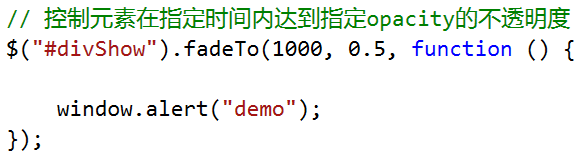 // 控制元素在指定时间内达到指定opacity的不透明度
$("#divShow").fadeTo(1000, 0.5, function () {
    window.alert("demo");
});